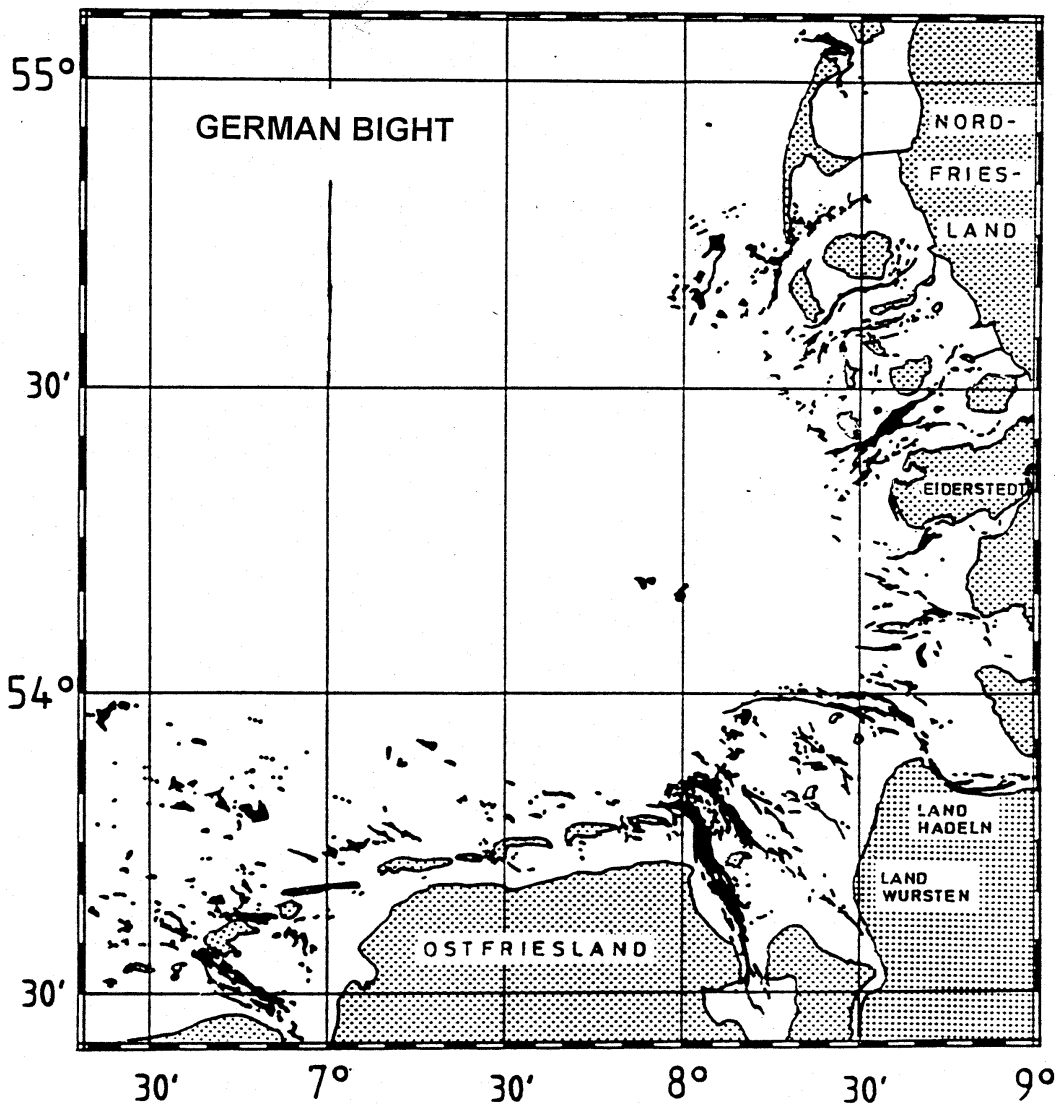 55°
GERMAN BIGHT
NORD-
FRIES-
LAND
30'
EIDERSTEDT
54°
LAND
HADELN
LAND
WURSTEN
OSTFRIESLAND
30'
30' 7° 30' 8° 30' 9°